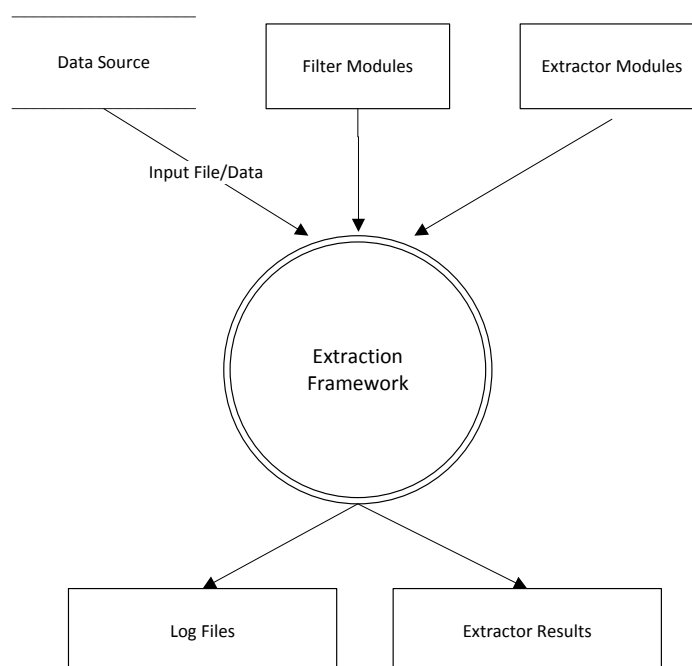 Data Source
Filter Modules
Extractor Modules
Input File/Data
Extraction
Framework
Log Files
Extractor Results